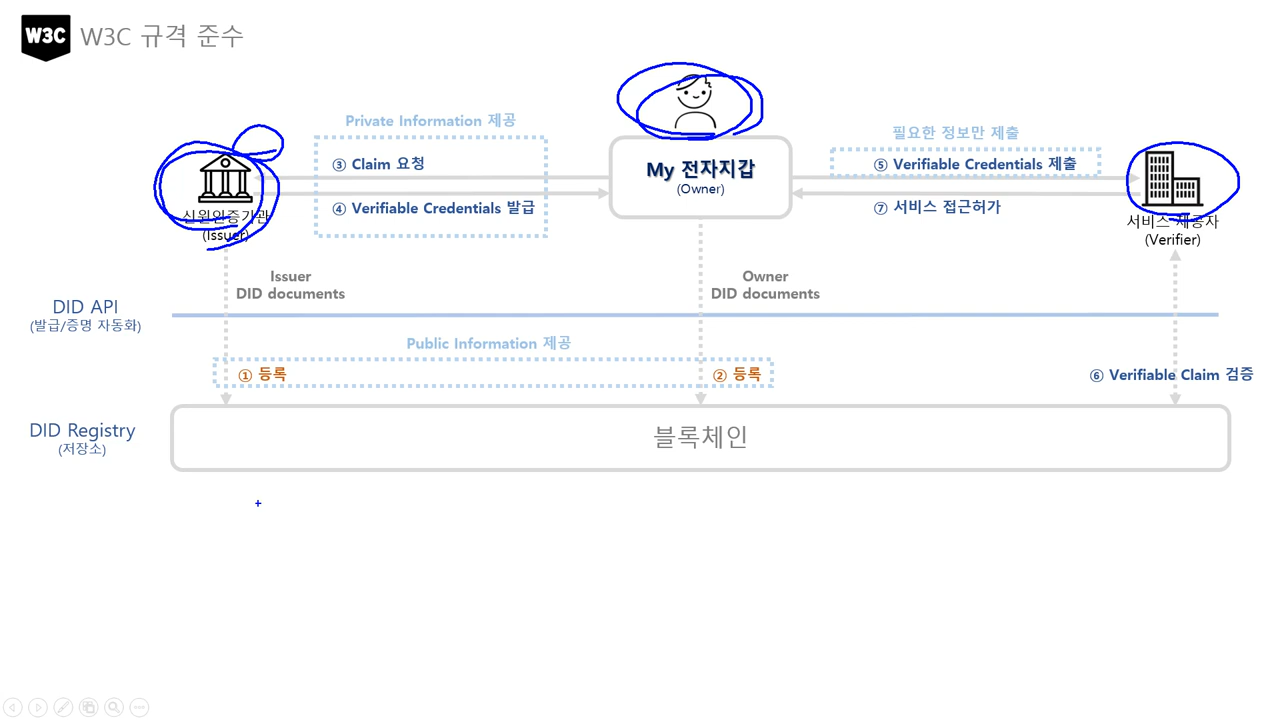 W3C W3C 규격 준수
Private Information 제공
필요한 정보만 제출
③ Claim 요청
My 전자지갑
(Owner)
⑤ Verifiable Credentials 제출
④ Verifiable Credentials 발급
⑦ 서비스 접근허가
신원인증기관
(Issuer)
서비스 제공자
(Verifier)
Issuer
DID documents
Owner
DID documents
DID API
(발급/증명 자동화)
Public Information 제공
① 등록
② 등록
⑥ Verifiable Claim 검증
DID Registry
(저장소)
블록체인